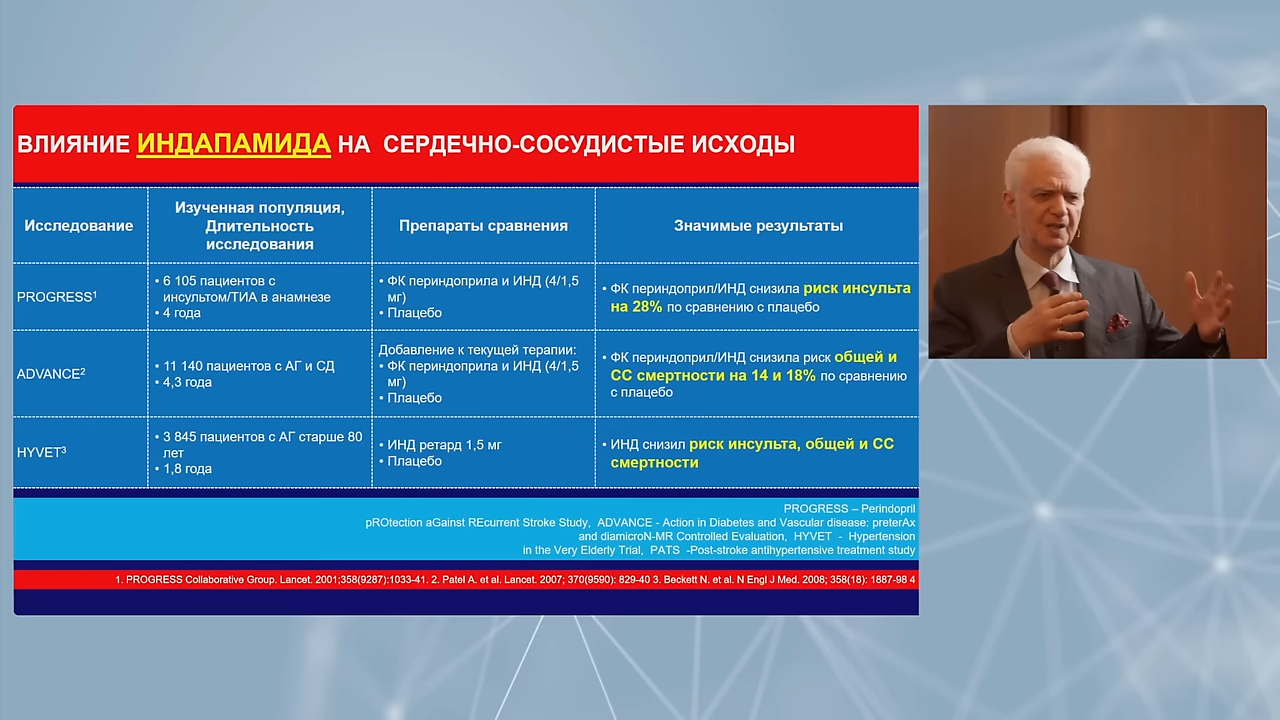 ВЛИЯНИЕ ИНДАПАМИДА НА СЕРДЕЧНО-СОСУДИСТЫЕ ИСХОДЫ
Исследование
Изученная популяция,
Длительность
исследования
Препараты сравнения
Значимые результаты
PROGRESS¹
• 6 105 пациентов с
инсультом/ТИА в анамнезе
• 4 года
• ФК периндоприла и ИНД (4/1,5
мг)
• Плацебо
• ФК периндоприл/ИНД снизила риск инсульта
на 28% по сравнению с плацебо
ADVANCE²
• 11 140 пациентов с АГ и СД
• 4,3 года
Добавление к текущей терапии:
• ФК периндоприла и ИНД (4/1,5
мг)
• Плацебо
• ФК периндоприл/ИНД снизила риск общей и
СС смертности на 14 и 18% по сравнению
с плацебо
HYVET³
• 3 845 пациентов с АГ старше 80
лет
• 1,8 года
• ИНД ретард 1,5 мг
• Плацебо
• ИНД снизил риск инсульта, общей и СС
смертности
PROGRESS – Perindopril
pROtection aGainst REcurrent Stroke Study, ADVANCE - Action in Diabetes and Vascular disease: preterAx
and diamicroN-MR Controlled Evaluation, HYVET - Hypertension
in the Very Elderly Trial, PATS -Post-stroke antihypertensive treatment study
1. PROGRESS Collaborative Group. Lancet. 2001;358(9287):1033-41. 2. Patel A. et al. Lancet. 2007; 370(9590): 829-40 3. Beckett N. et al. N Engl J Med. 2008; 358(18): 1887-98 4